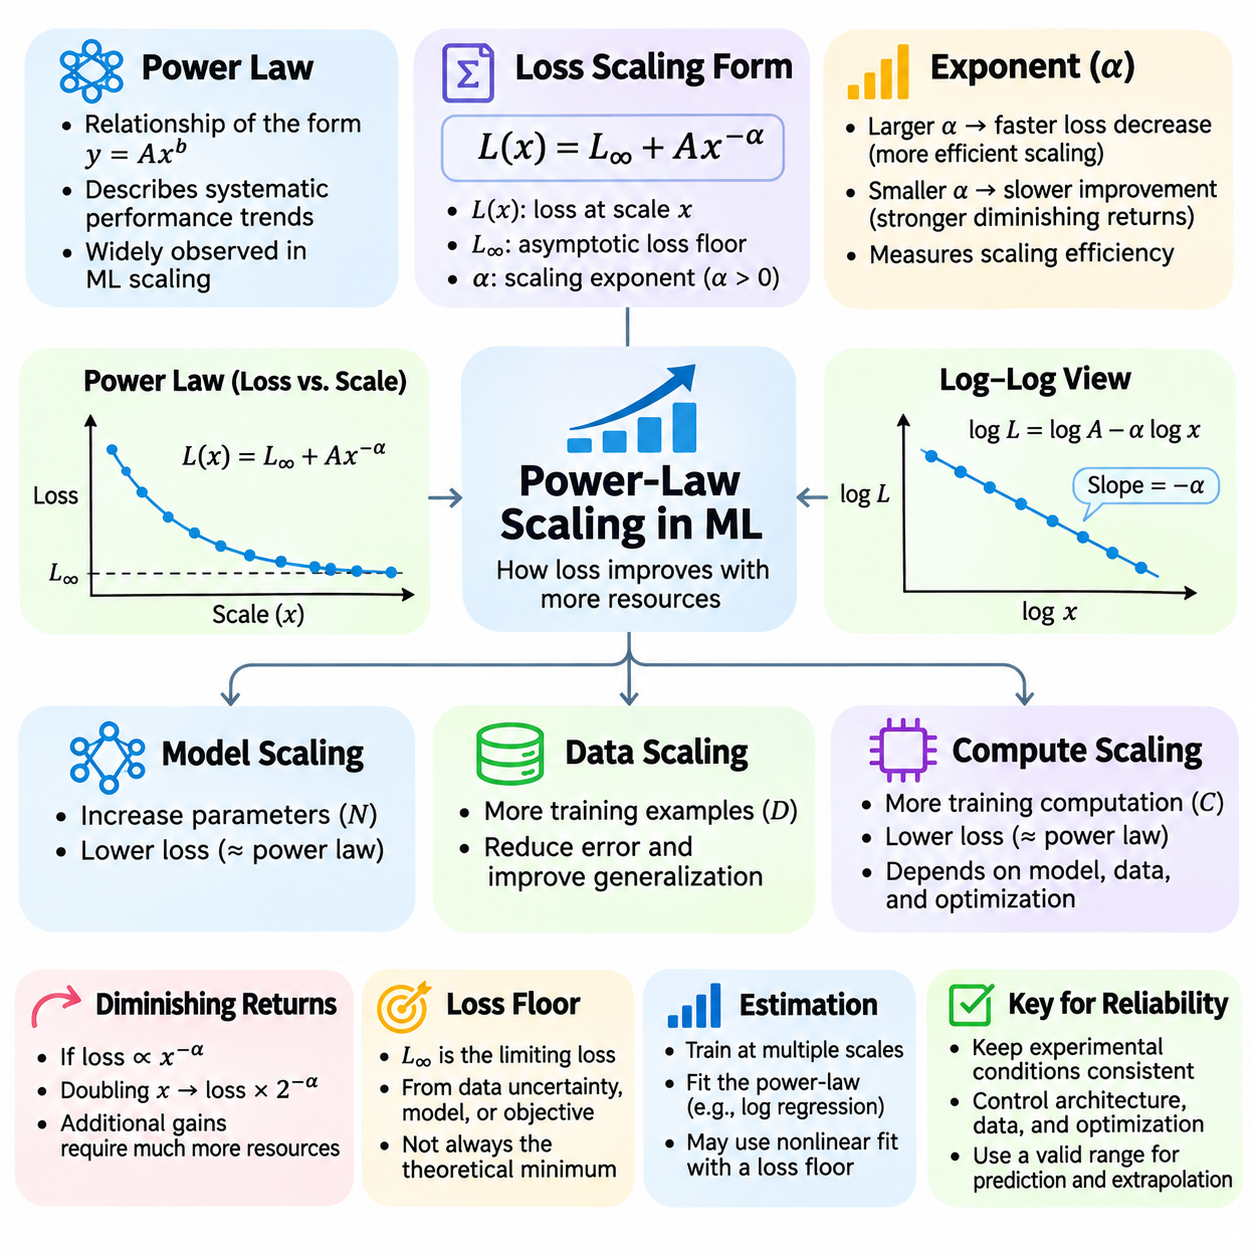 Power Law
• Relationship of the form
y = Ax^b
• Describes systematic
performance trends
• Widely observed in
ML scaling
Loss Scaling Form
L(x) = L∞ + Ax^−α
• L(x): loss at scale x
• L∞: asymptotic loss floor
• α: scaling exponent (α > 0)
Exponent (α)
• Larger α → faster loss decrease
(more efficient scaling)
• Smaller α → slower improvement
(stronger diminishing returns)
• Measures scaling efficiency
Power Law (Loss vs. Scale)
L(x) = L∞ + Ax^−α
Loss
L∞
Scale (x)
Power-Law
Scaling in ML
How loss improves with
more resources
Log–Log View
log L = log A − α log x
Slope = −α
log L
log x
Model Scaling
• Increase parameters (N)
• Lower loss (≈ power law)
Data Scaling
• More training examples (D)
• Reduce error and
improve generalization
Compute Scaling
• More training computation (C)
• Lower loss (≈ power law)
• Depends on model, data,
and optimization
Diminishing Returns
• If loss ∝ x^−α
• Doubling x → loss × 2^−α
• Additional gains
require much more resources
Loss Floor
• L∞ is the limiting loss
• From data uncertainty,
model, or objective
• Not always the
theoretical minimum
Estimation
• Train at multiple scales
• Fit the power-law
(e.g., log regression)
• May use nonlinear fit
with a loss floor
Key for Reliability
• Keep experimental
conditions consistent
• Control architecture,
data, and optimization
• Use a valid range for
prediction and extrapolation